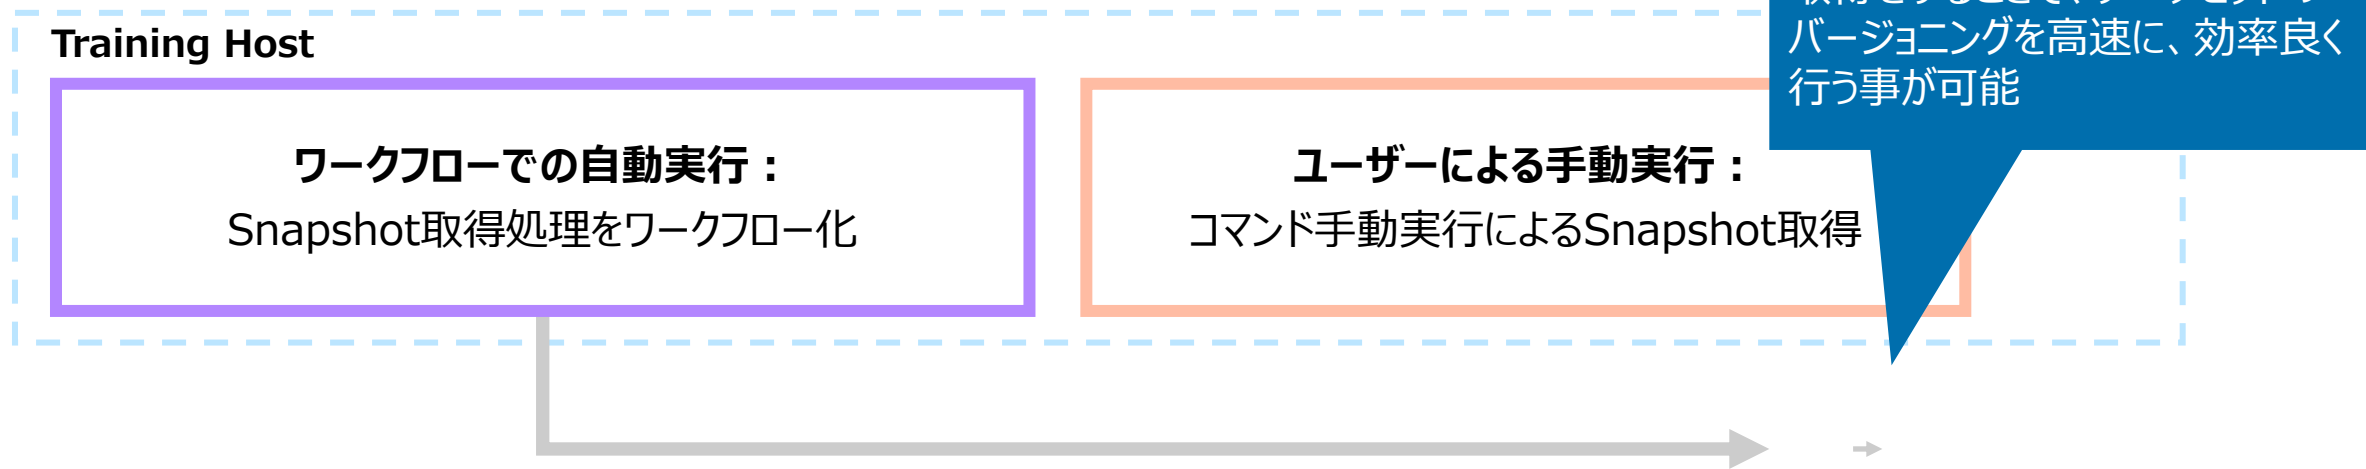 Training Host
ワークフローでの自動実行：
Snapshot取得処理をワークフロー化
ユーザーによる手動実行：
コマンド手動実行によるSnapshot取得
バージョニングを高速に、効率良く
行う事が可能